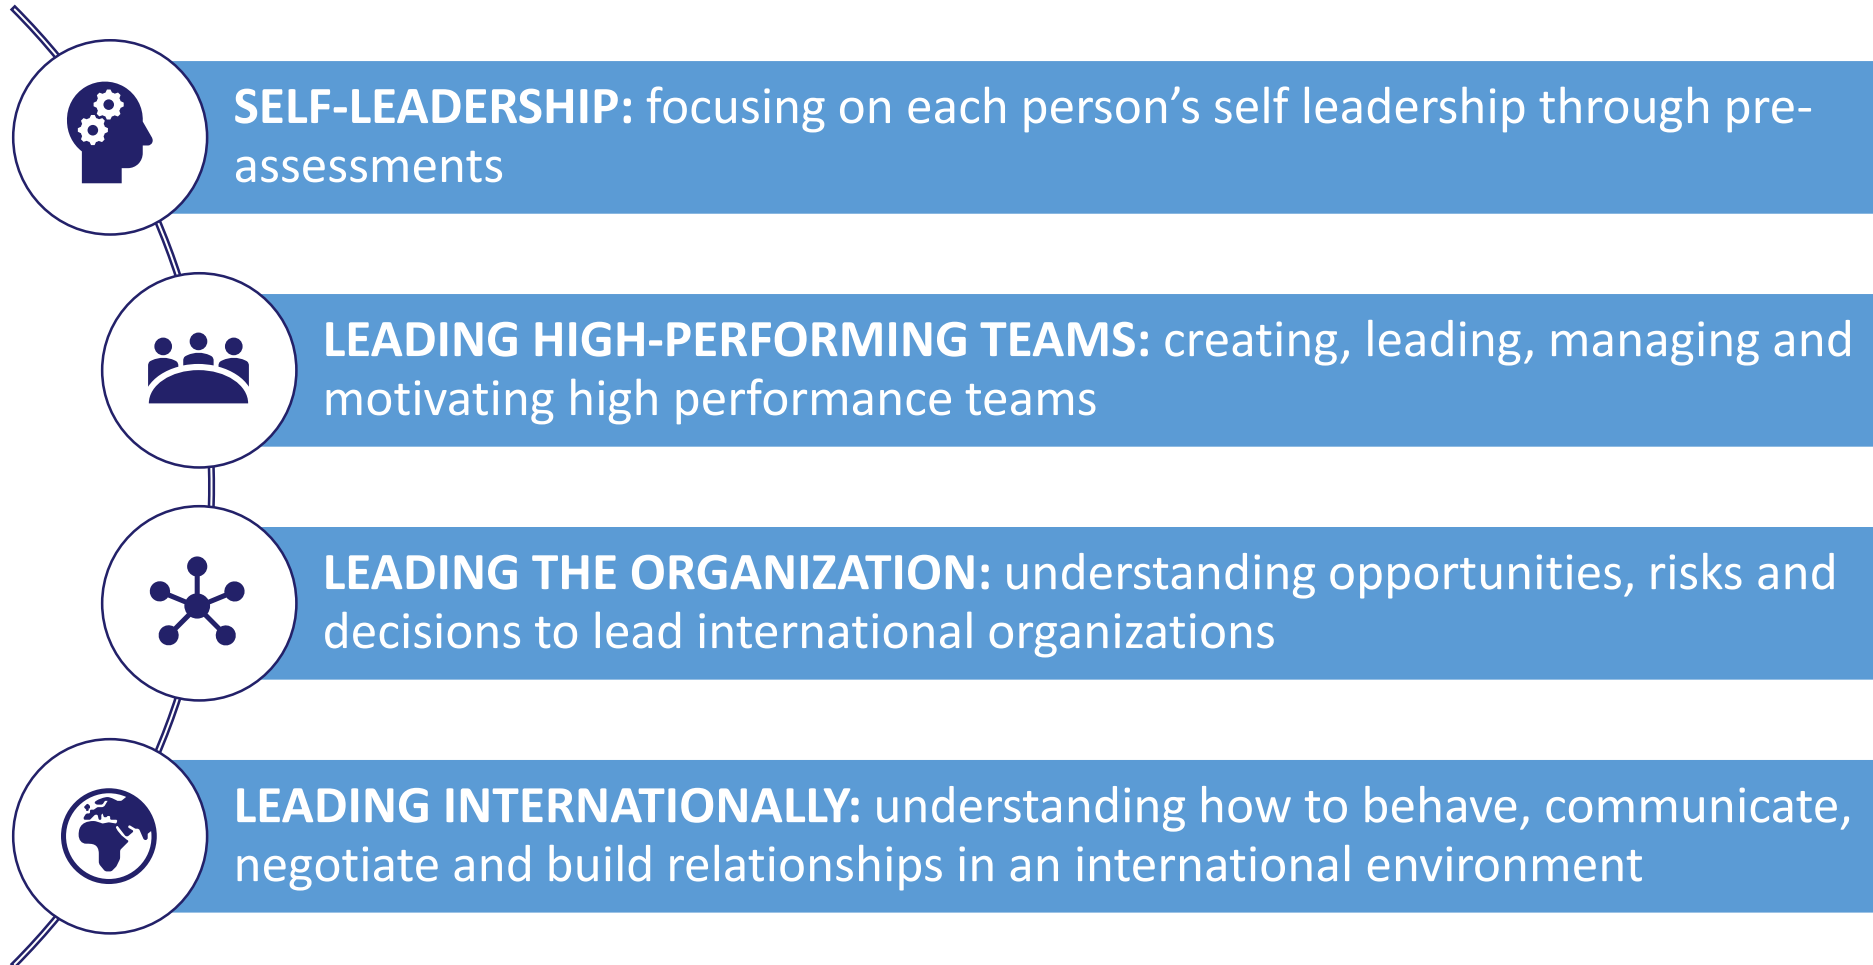 SELF-LEADERSHIP: focusing on each person’s self leadership through pre-
assessments
LEADING HIGH-PERFORMING TEAMS: creating, leading, managing and
motivating high performance teams
LEADING THE ORGANIZATION: understanding opportunities, risks and
decisions to lead international organizations
LEADING INTERNATIONALLY: understanding how to behave, communicate,
negotiate and build relationships in an international environment